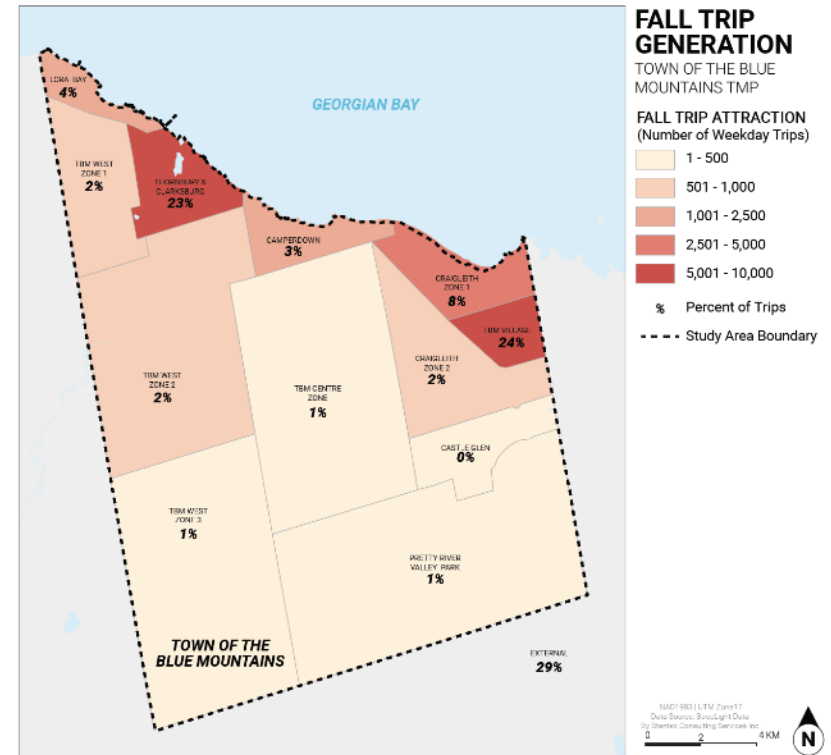 FALL TRIP
GENERATION
TOWN OF THE BLUE
MOUNTAINS TMP
FALL TRIP ATTRACTION
(Number of Weekday Trips)
1 - 500
501 - 1,000
1,001 - 2,500
2,501 - 5,000
5,001 - 10,000
% Percent of Trips
Study Area Boundary
GEORGIAN BAY
LORA BAY
4%
TBM WEST
ZONE 1
2%
THORNBURY &
CLARKSBURG
23%
CAMPERDOWN
3%
CRAIGLEITH
ZONE 1
8%
TBM VILLAGE
24%
CRAIGLEITH
ZONE 2
2%
TBM WEST
ZONE 2
2%
TBM CENTRE
ZONE
1%
CASTLE GLEN
0%
TBM WEST
ZONE 3
1%
PRETTY RIVER
VALLEY PARK
1%
TOWN OF THE
BLUE MOUNTAINS
EXTERNAL
29%
NAD1983 | UTM Zone17
Data Source: StreetLight Data
By Stantec Consulting Services Inc.
0 2 4 KM
N